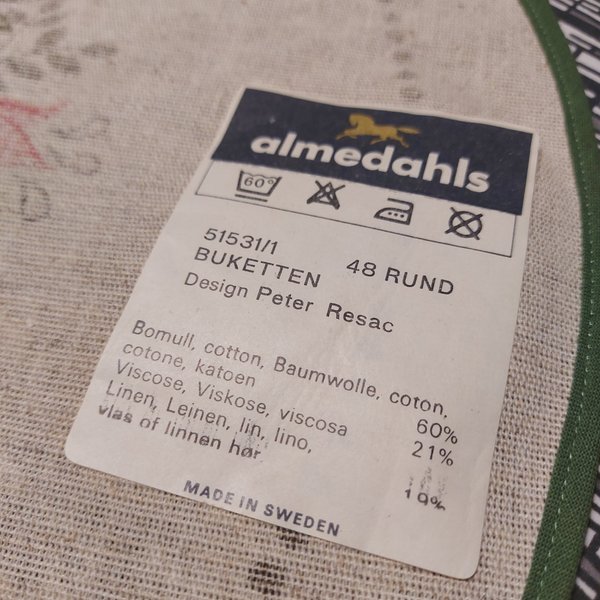 almedahls
60°
51531/1 48 RUND
BUKETTEN
Design Peter Resac
Bomull, cotton, Baumwolle, coton,
cotone, katoen 60%
Viscose, Viskose, viscosa 21%
Linen, Leinen, lin, lino,
vlas of linnen hør 19%
MADE IN SWEDEN